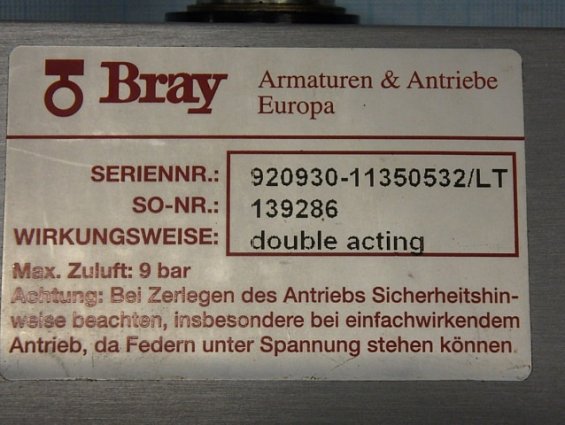 Bray Armaturen & Antriebe
Europa
SERIENNR.: 920930-11350532/LT
SO-NR.: 139286
WIRKUNGSWEISE: double acting
Max. Zuluft: 9 bar
Achtung: Bei Zerlegen des Antriebs Sicherheitshin-
weise beachten, insbesondere bei einfachwirkendem
Antrieb, da Federn unter Spannung stehen können.